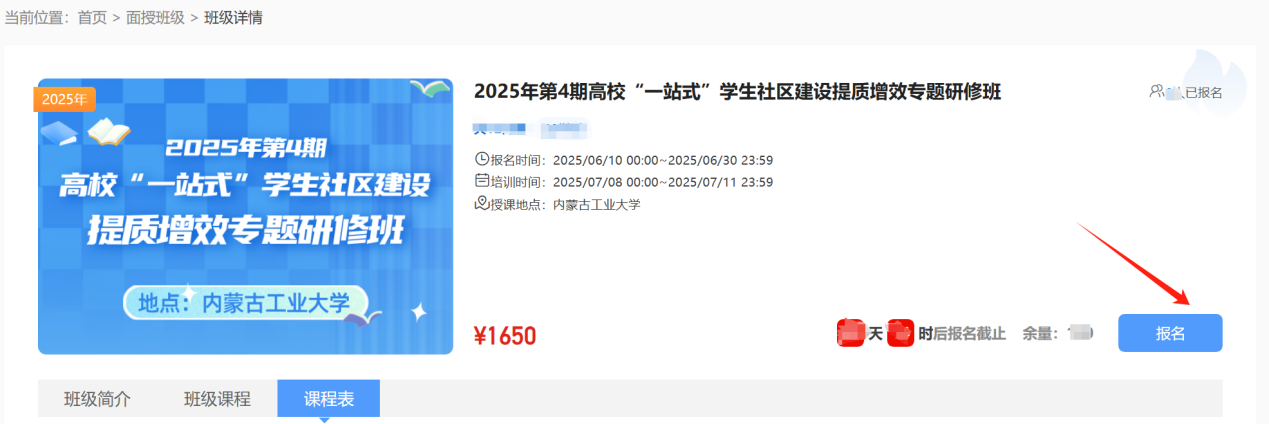 当前位置：首页 > 面授班级 > 班级详情
2025年
2025年第4期
高校“一站式”学生社区建设
提质增效专题研修班
地点：内蒙古工业大学
2025年第4期高校“一站式”学生社区建设提质增效专题研修班
人已报名
报名时间：2025/06/10 00:00~2025/06/30 23:59
培训时间：2025/07/08 00:00~2025/07/11 23:59
授课地点：内蒙古工业大学
¥1650
天 时后报名截止 余量：
报名
班级简介 班级课程 课程表